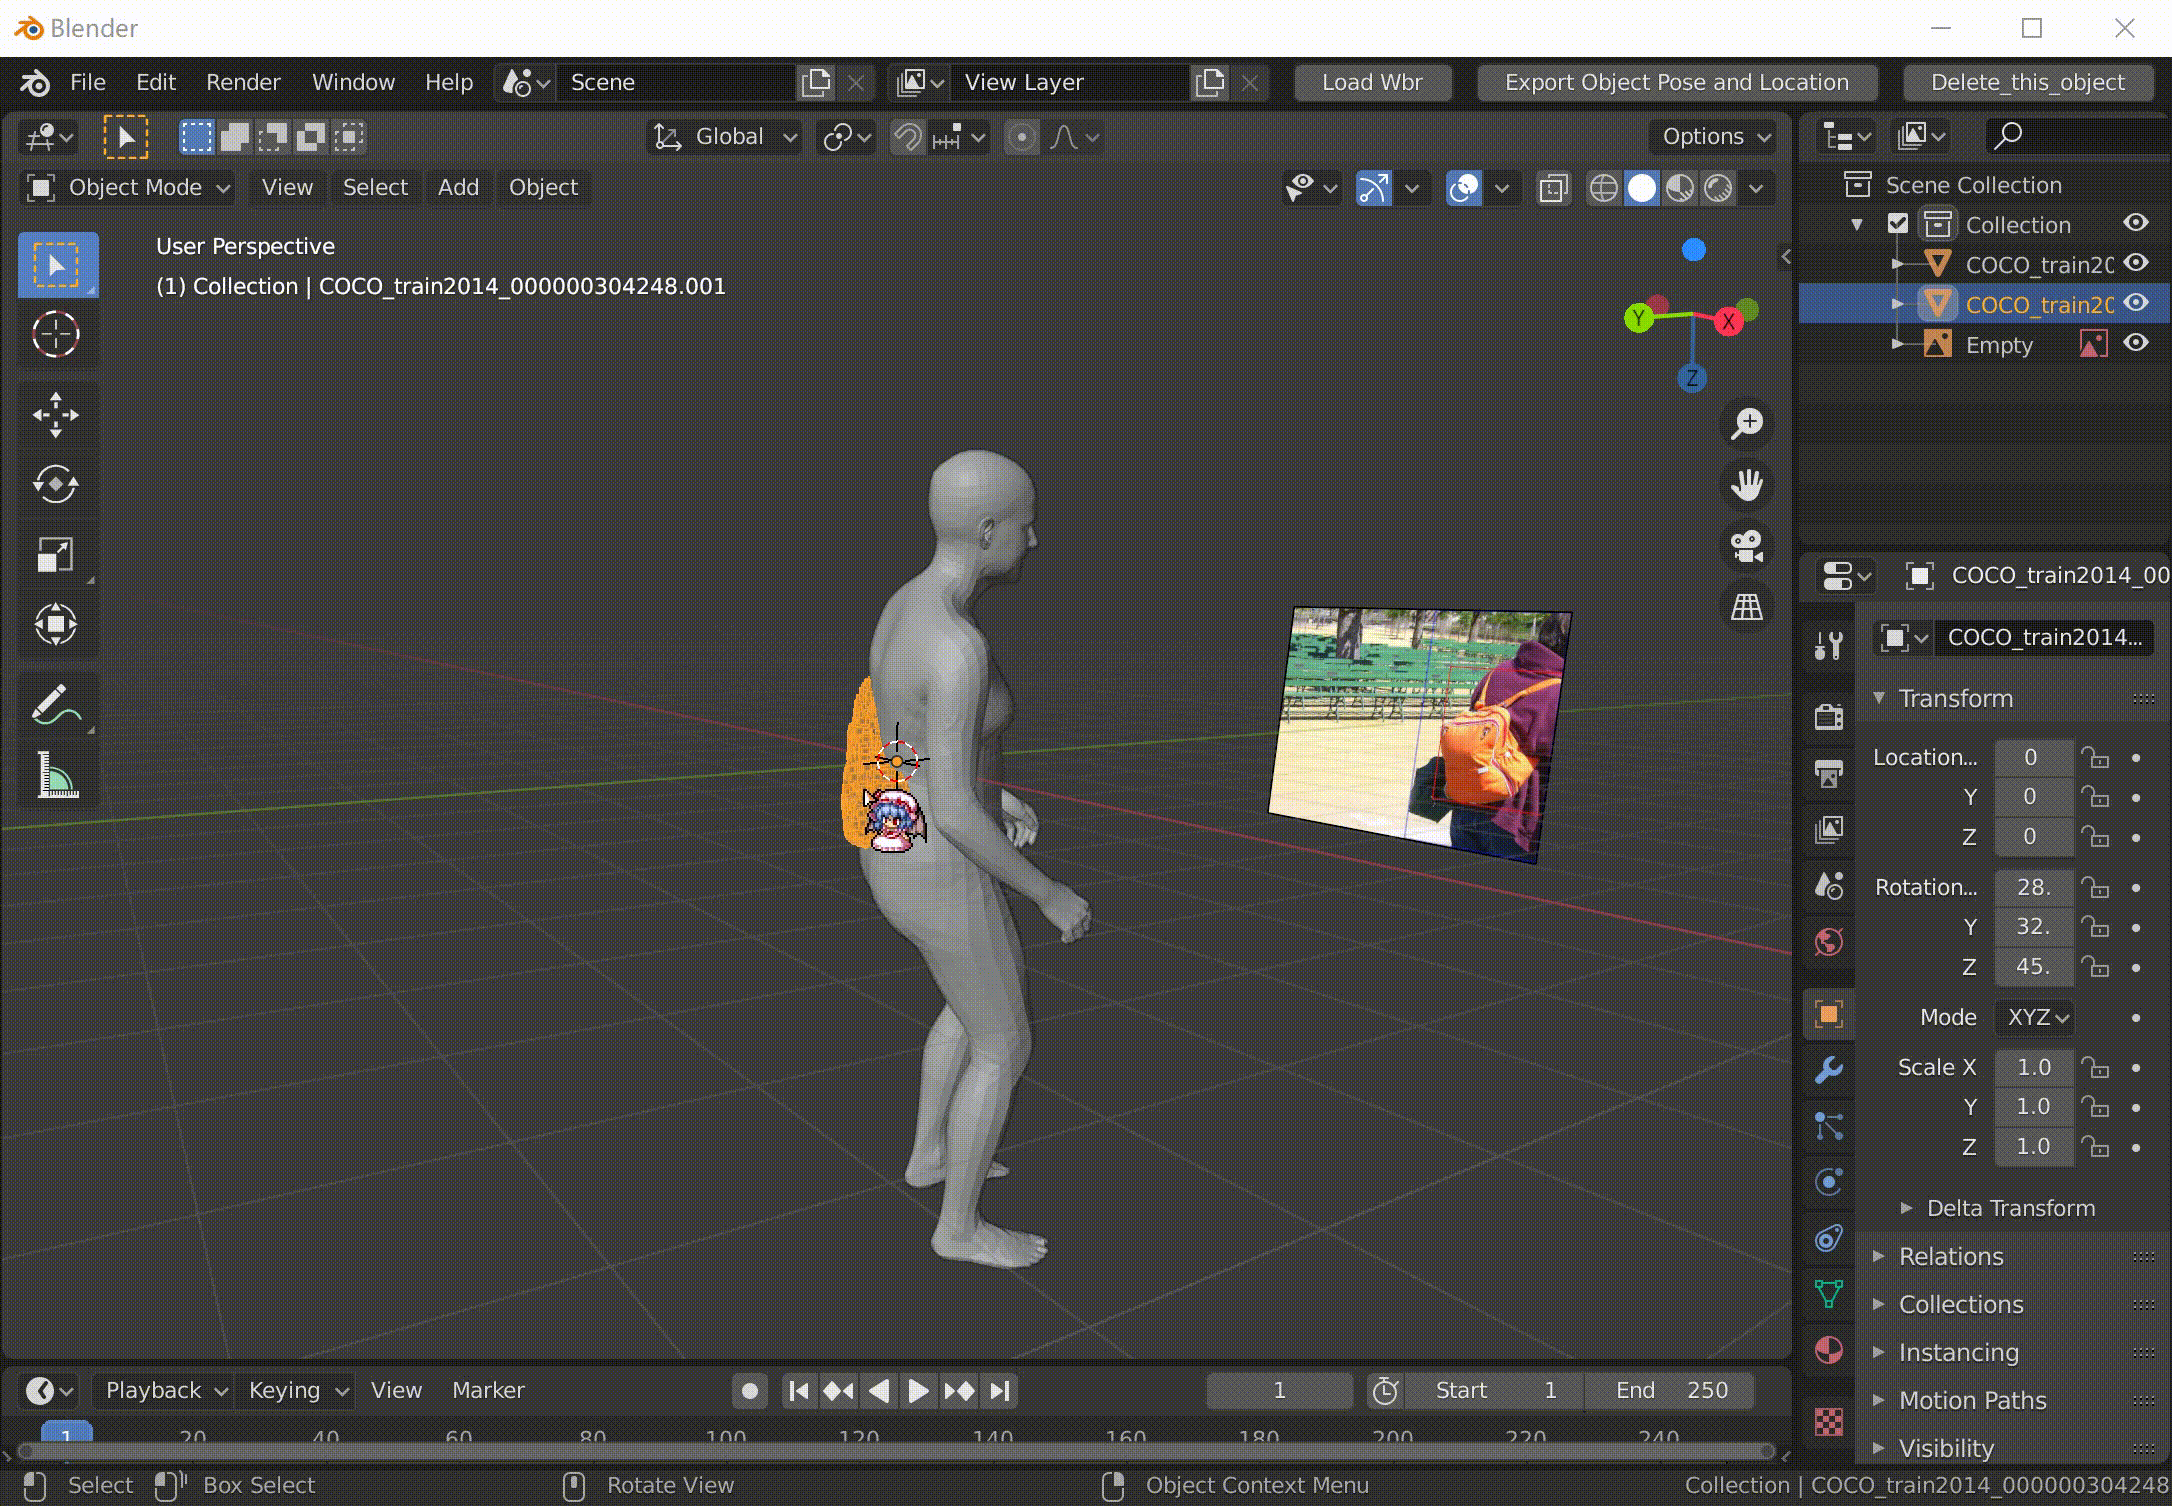 Blender
File Edit Render Window Help Scene View Layer Load Wbr Export Object Pose and Location Delete_this_object
Global Options
Object Mode View Select Add Object
User Perspective
(1) Collection | COCO_train2014_000000304248.001
Y X
Z
Scene Collection
Collection
COCO_train20
COCO_train20
Empty
COCO_train2014_00
COCO_train2014...
Transform
Location... 0
Y 0
Z 0
Rotation... 28.
Y 32.
Z 45.
Mode XYZ
Scale X 1.0
Y 1.0
Z 1.0
Delta Transform
Relations
Collections
Instancing
Motion Paths
Visibility
Playback Keying View Marker 1 Start 1 End 250
1 20 40 60 80 100 120 140 160 180 200 220 240
Select Box Select Rotate View Object Context Menu Collection | COCO_train2014_000000304248